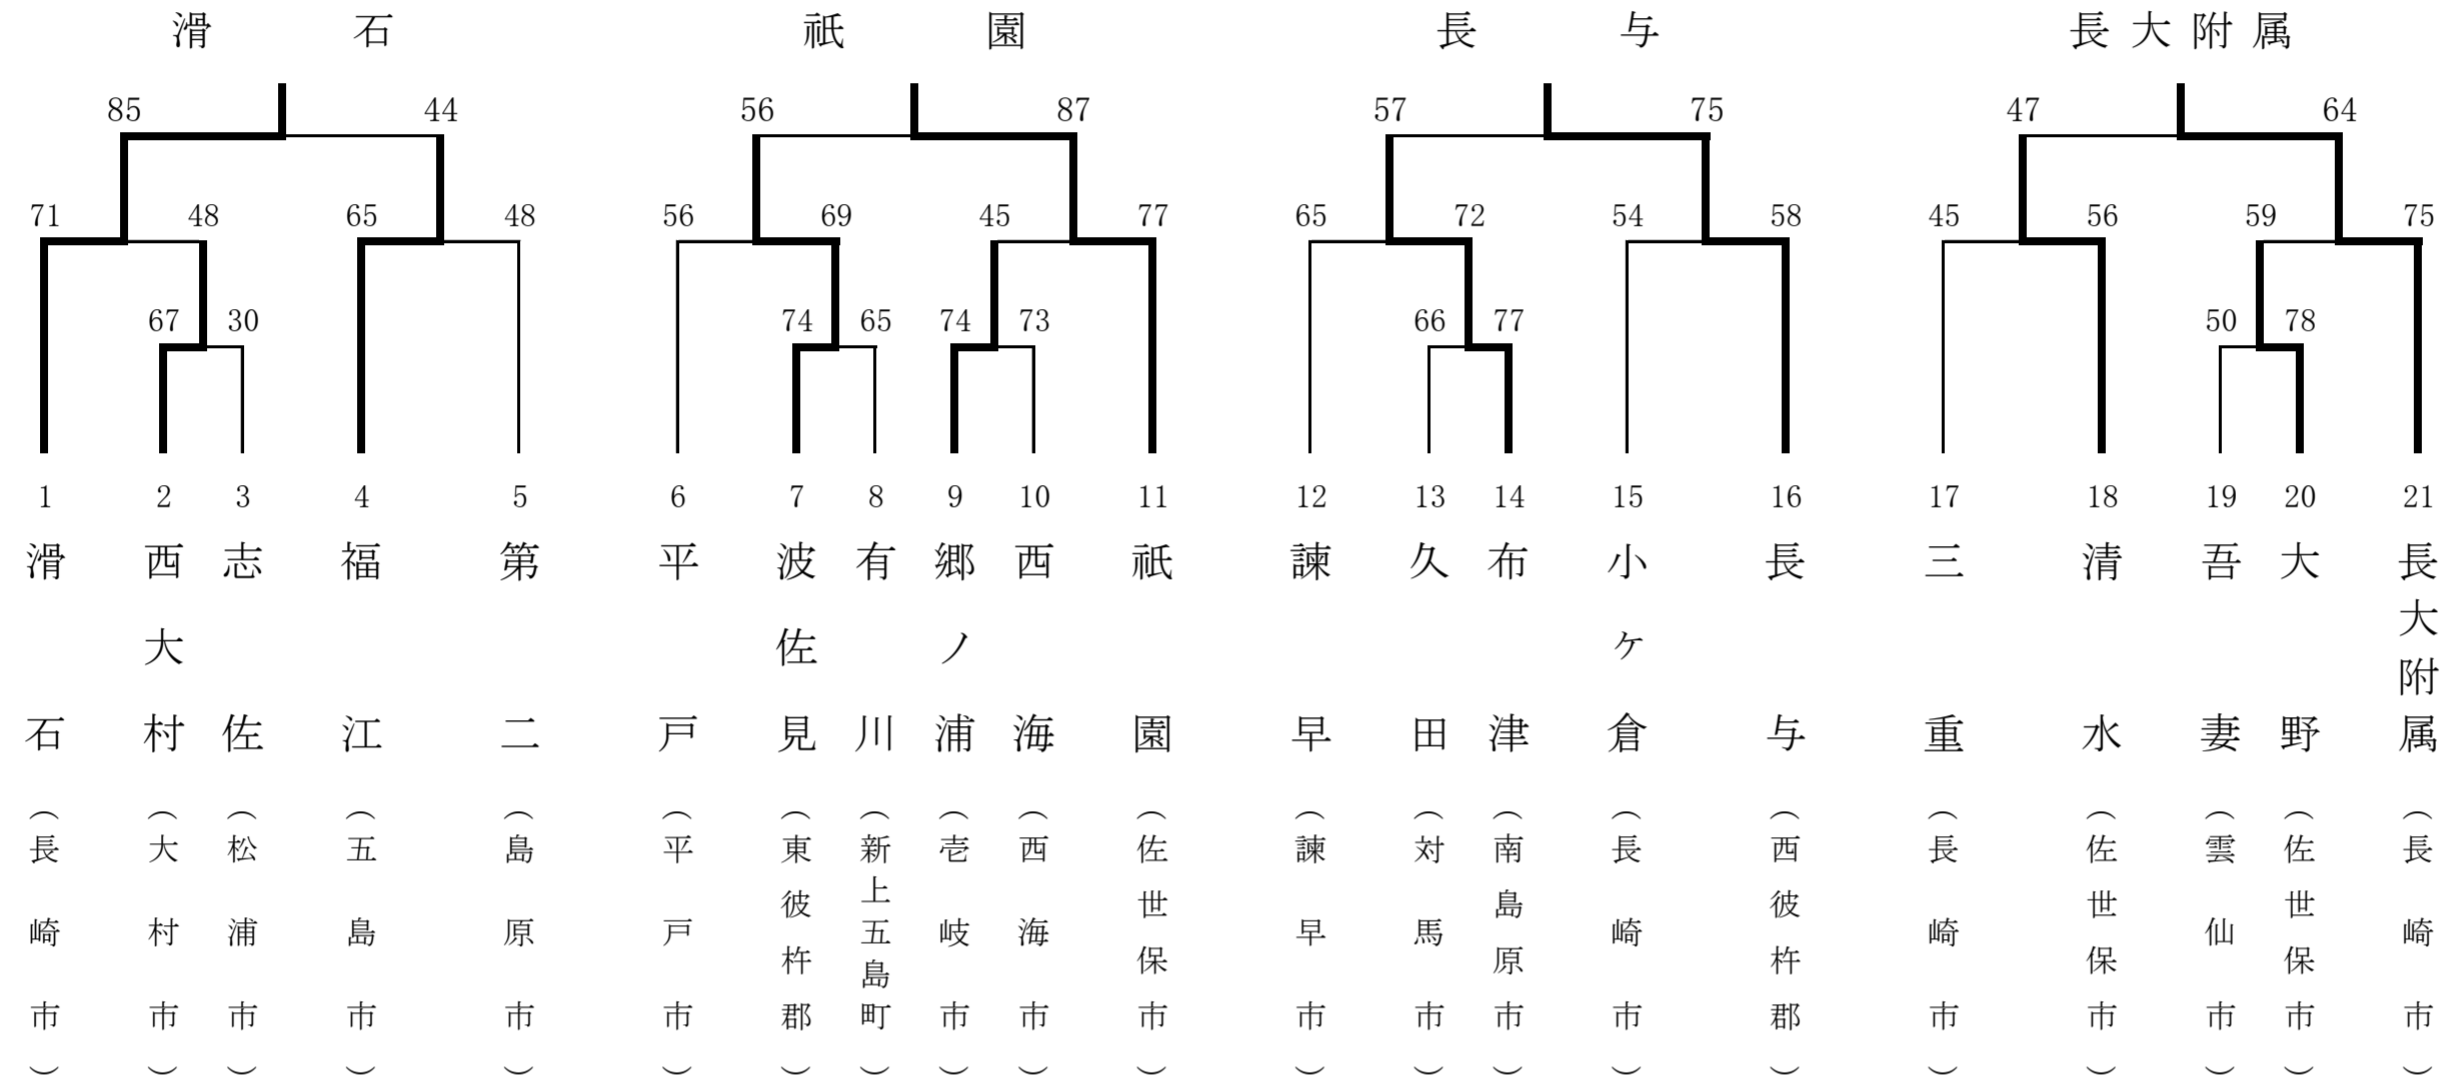 滑石
祇園
長与
長大附属
85 44 56 87 57 75 47 64
71 48 65 48 56 69 45 77 65 72 54 58 45 56 59 75
67 30 74 65 74 73 66 77 50 78
1 2 3 4 5 6 7 8 9 10 11 12 13 14 15 16 17 18 19 20 21
滑石(長崎市)
西大村(大村市)
志佐(松浦市)
福江(五島市)
第二(島原市)
平戸(平戸市)
波佐見(東彼杵郡)
有川(新上五島町)
郷ノ浦(壱岐市)
西海(西海市)
祇園(佐世保市)
諫早(諫早市)
久田(対馬市)
布津(南島原市)
小ヶ倉(長崎市)
長与(西彼杵郡)
三重(長崎市)
清水(佐世保市)
吾妻(雲仙市)
大野(佐世保市)
長大附属(長崎市)